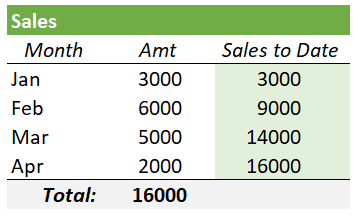 Sales
Month Amt Sales to Date
Jan 3000 3000
Feb 6000 9000
Mar 5000 14000
Apr 2000 16000
Total: 16000